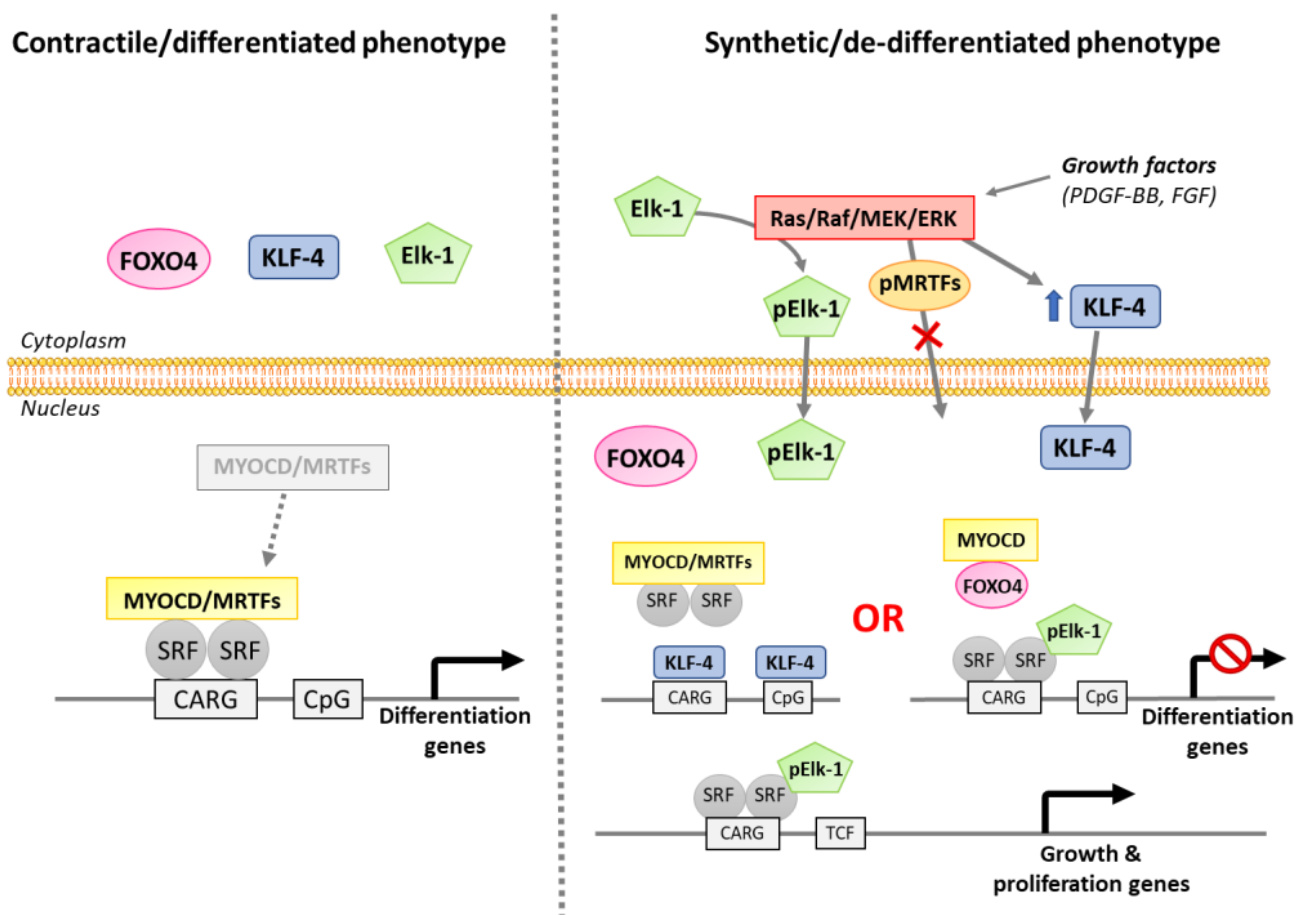 Contractile/differentiated phenotype
Synthetic/de-differentiated phenotype
FOXO4
KLF-4
Elk-1
Cytoplasm
Nucleus
MYOCD/MRTFs
MYOCD/MRTFs
SRF
SRF
CARG
CpG
Differentiation
genes
Growth factors
(PDGF-BB, FGF)
Elk-1
Ras/Raf/MEK/ERK
pMRTFs
pElk-1
KLF-4
FOXO4
pElk-1
KLF-4
MYOCD/MRTFs
SRF
SRF
KLF-4
KLF-4
CARG
CpG
OR
MYOCD
FOXO4
pElk-1
SRF
SRF
CARG
CpG
Differentiation
genes
pElk-1
SRF
SRF
CARG
TCF
Growth &
proliferation genes